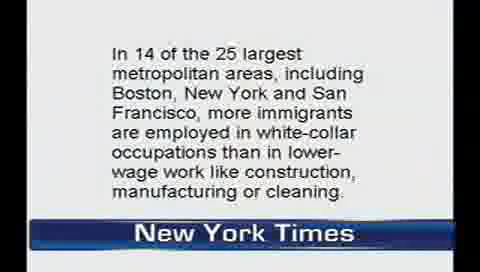 In 14 of the 25 largest
metropolitan areas, including
Boston, New York and San
Francisco, more immigrants
are employed in white-collar
occupations than in lower-
wage work like construction,
manufacturing or cleaning.
New York Times